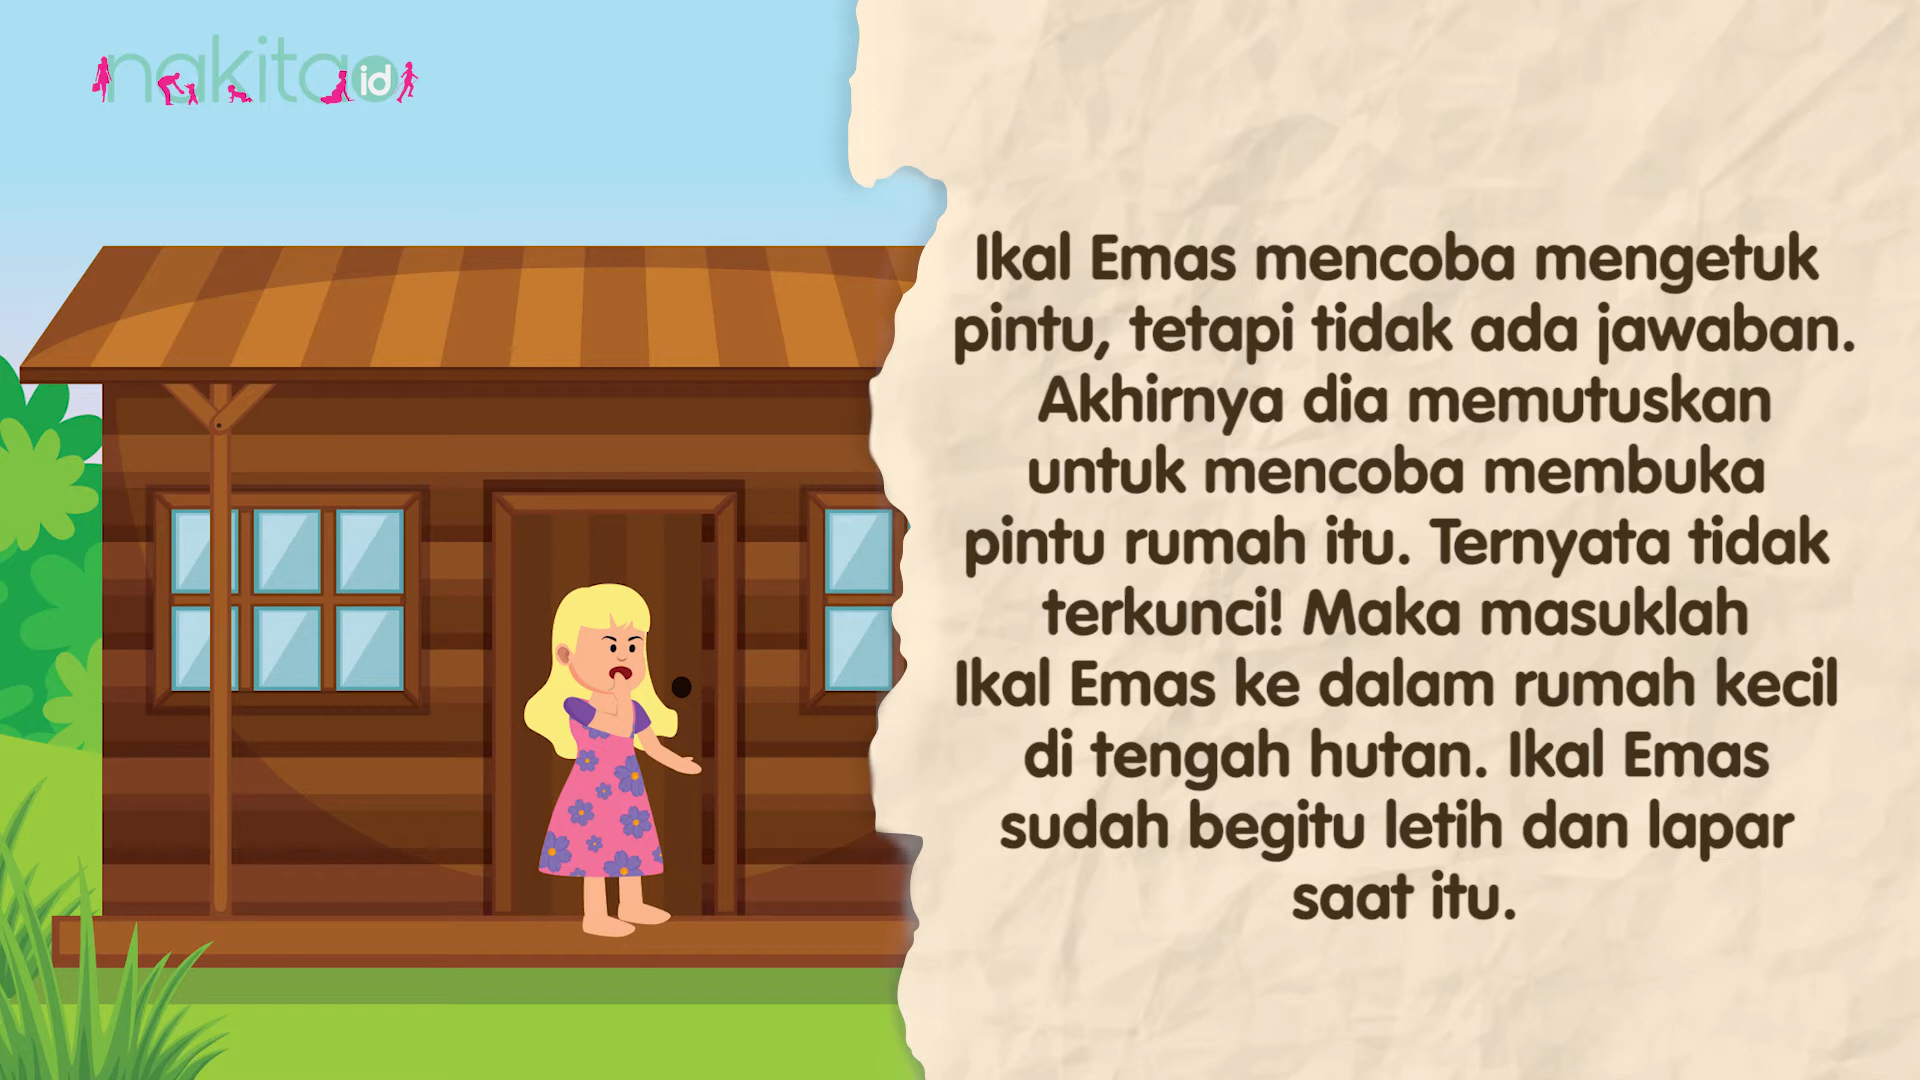 nakita id
Ikal Emas mencoba mengetuk
pintu, tetapi tidak ada jawaban.
Akhirnya dia memutuskan
untuk mencoba membuka
pintu rumah itu. Ternyata tidak
terkunci! Maka masuklah
Ikal Emas ke dalam rumah kecil
di tengah hutan. Ikal Emas
sudah begitu letih dan lapar
saat itu.